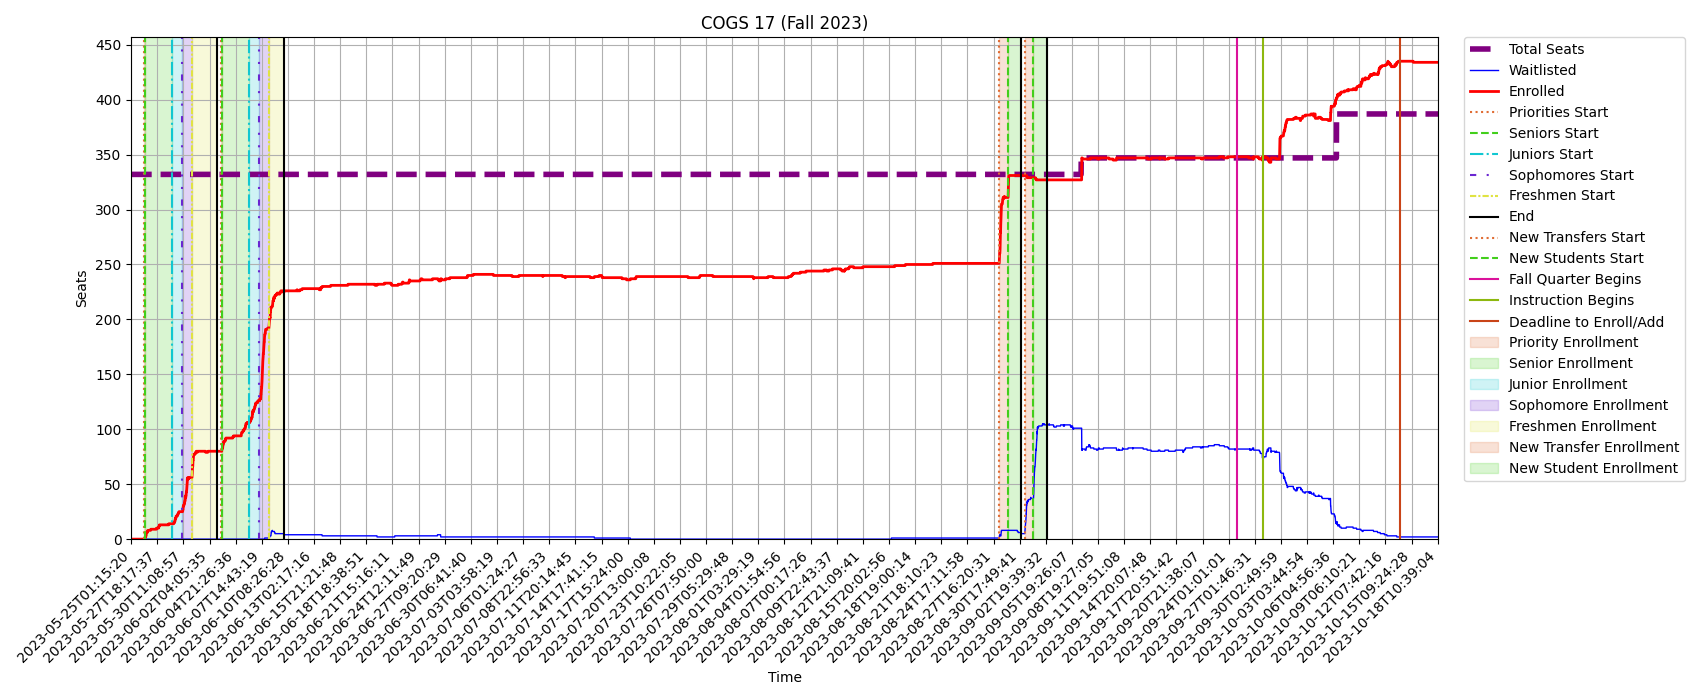 COGS 17 (Fall 2023)
Seats
450
400
350
300
250
200
150
100
50
0
2023-05-25T01:15:20
2023-05-27T18:17:37
2023-05-30T11:08:57
2023-06-02T04:05:35
2023-06-04T21:26:36
2023-06-07T14:43:19
2023-06-10T08:26:28
2023-06-13T02:17:16
2023-06-15T21:21:48
2023-06-18T18:38:51
2023-06-21T15:16:11
2023-06-24T12:11:49
2023-06-27T09:20:29
2023-06-30T06:41:40
2023-07-03T03:58:19
2023-07-06T01:24:27
2023-07-08T22:56:33
2023-07-11T20:14:45
2023-07-14T17:41:15
2023-07-17T15:24:00
2023-07-20T13:00:08
2023-07-23T10:22:05
2023-07-26T07:50:00
2023-07-29T05:29:48
2023-08-01T03:29:19
2023-08-04T01:54:56
2023-08-07T00:17:26
2023-08-09T22:43:37
2023-08-12T21:09:41
2023-08-15T20:02:56
2023-08-18T19:00:14
2023-08-21T18:10:23
2023-08-24T17:11:58
2023-08-27T16:20:31
2023-08-30T17:49:41
2023-09-02T19:39:32
2023-09-05T19:26:07
2023-09-08T19:27:05
2023-09-11T19:51:08
2023-09-14T20:07:48
2023-09-17T20:51:42
2023-09-20T21:38:07
2023-09-24T01:01:01
2023-09-27T01:46:31
2023-09-30T02:49:59
2023-10-03T03:44:54
2023-10-06T04:56:36
2023-10-09T06:10:21
2023-10-12T07:42:16
2023-10-15T09:24:28
2023-10-18T10:39:04
Time
Total Seats
Waitlisted
Enrolled
Priorities Start
Seniors Start
Juniors Start
Sophomores Start
Freshmen Start
End
New Transfers Start
New Students Start
Fall Quarter Begins
Instruction Begins
Deadline to Enroll/Add
Priority Enrollment
Senior Enrollment
Junior Enrollment
Sophomore Enrollment
Freshmen Enrollment
New Transfer Enrollment
New Student Enrollment